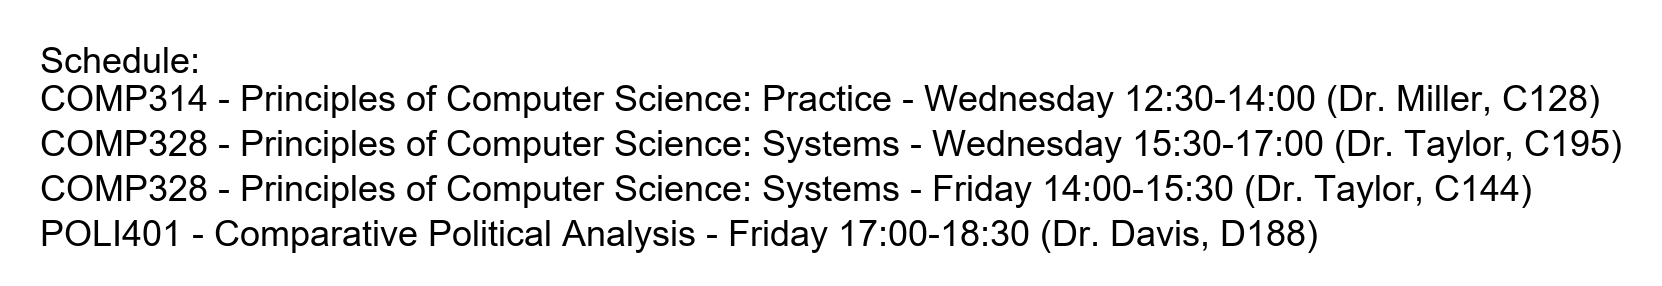 Schedule:
COMP314 - Principles of Computer Science: Practice - Wednesday 12:30-14:00 (Dr. Miller, C128)
COMP328 - Principles of Computer Science: Systems - Wednesday 15:30-17:00 (Dr. Taylor, C195)
COMP328 - Principles of Computer Science: Systems - Friday 14:00-15:30 (Dr. Taylor, C144)
POLI401 - Comparative Political Analysis - Friday 17:00-18:30 (Dr. Davis, D188)